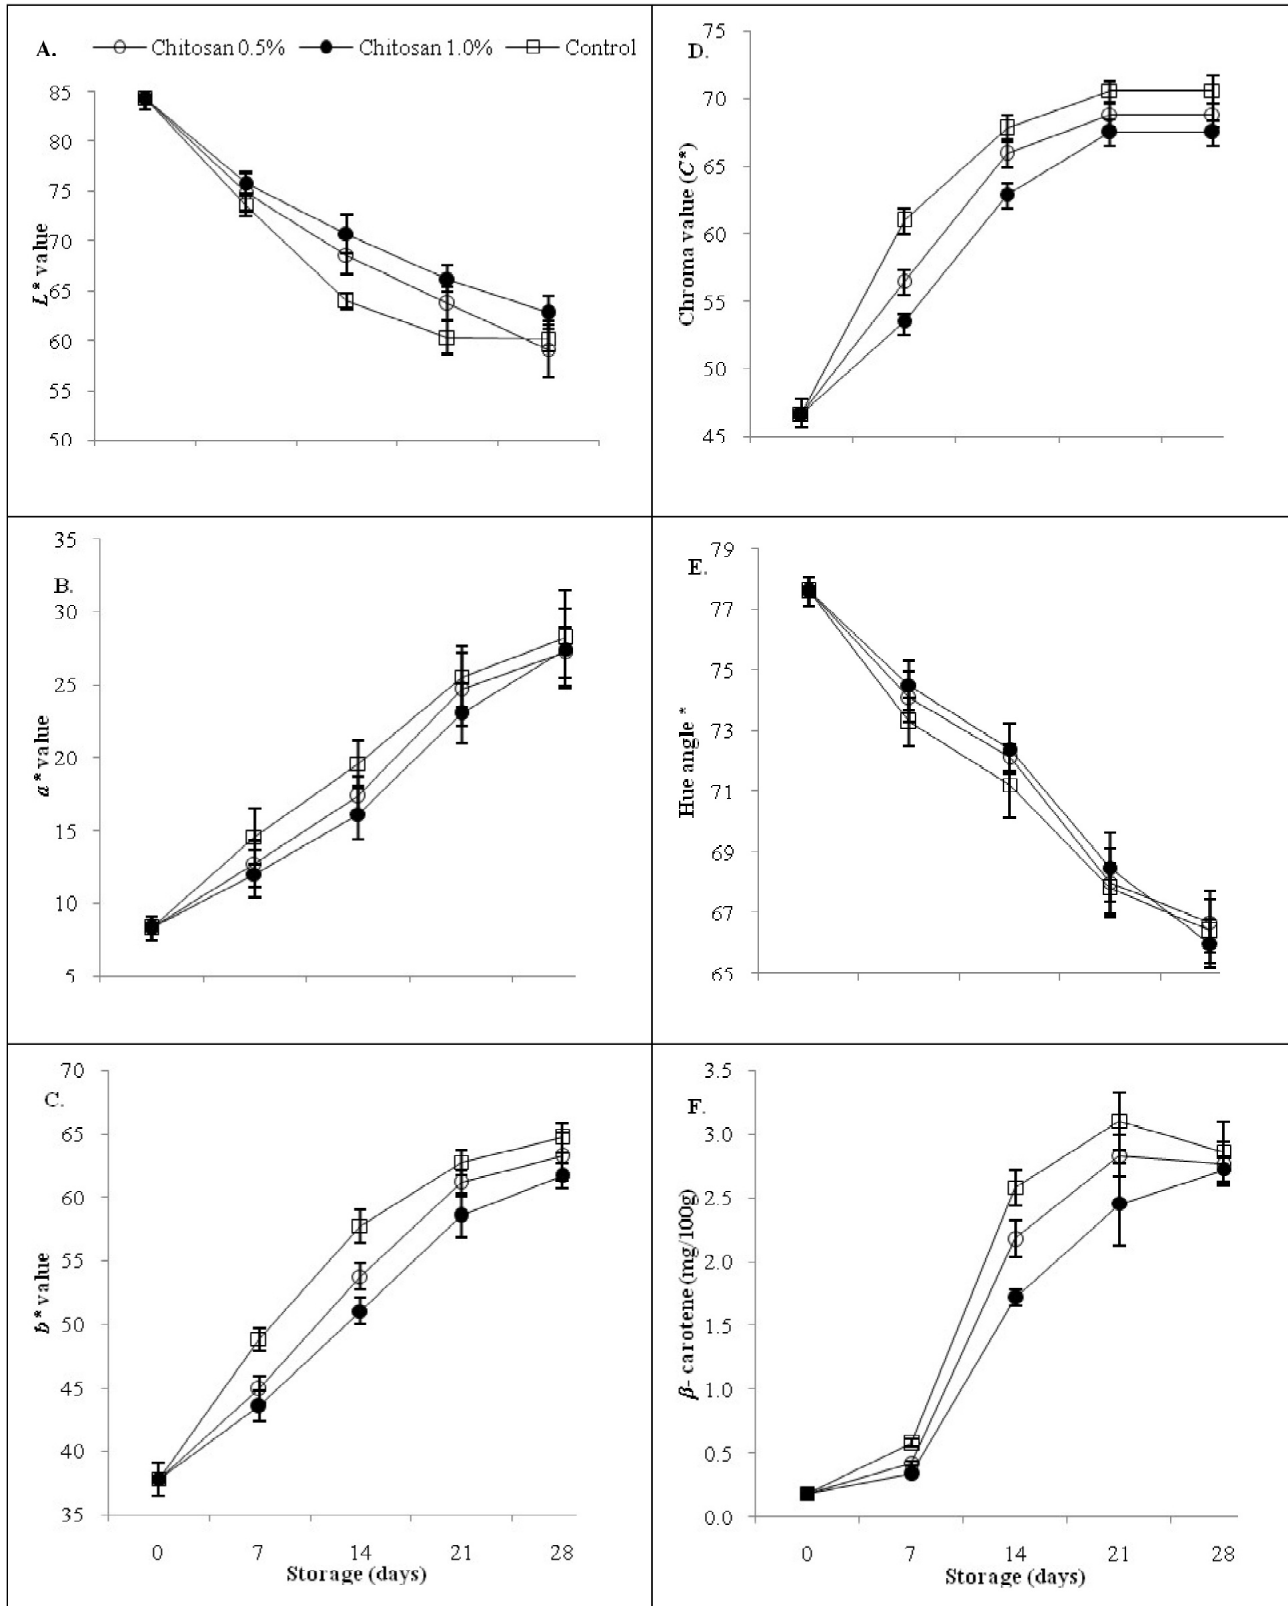 A. Chitosan 0.5% Chitosan 1.0% Control
85
80
75
70
65
60
55
50
L* value
D.
75
70
65
60
55
50
45
Chroma value (C*)
B.
35
30
25
20
15
10
5
a* value
E.
79
77
75
73
71
69
67
65
Hue angle *
C.
70
65
60
55
50
45
40
35
b* value
0 7 14 21 28
Storage (days)
F.
3.5
3.0
2.5
2.0
1.5
1.0
0.5
0.0
β- carotene (mg/100g)
0 7 14 21 28
Storage (days)